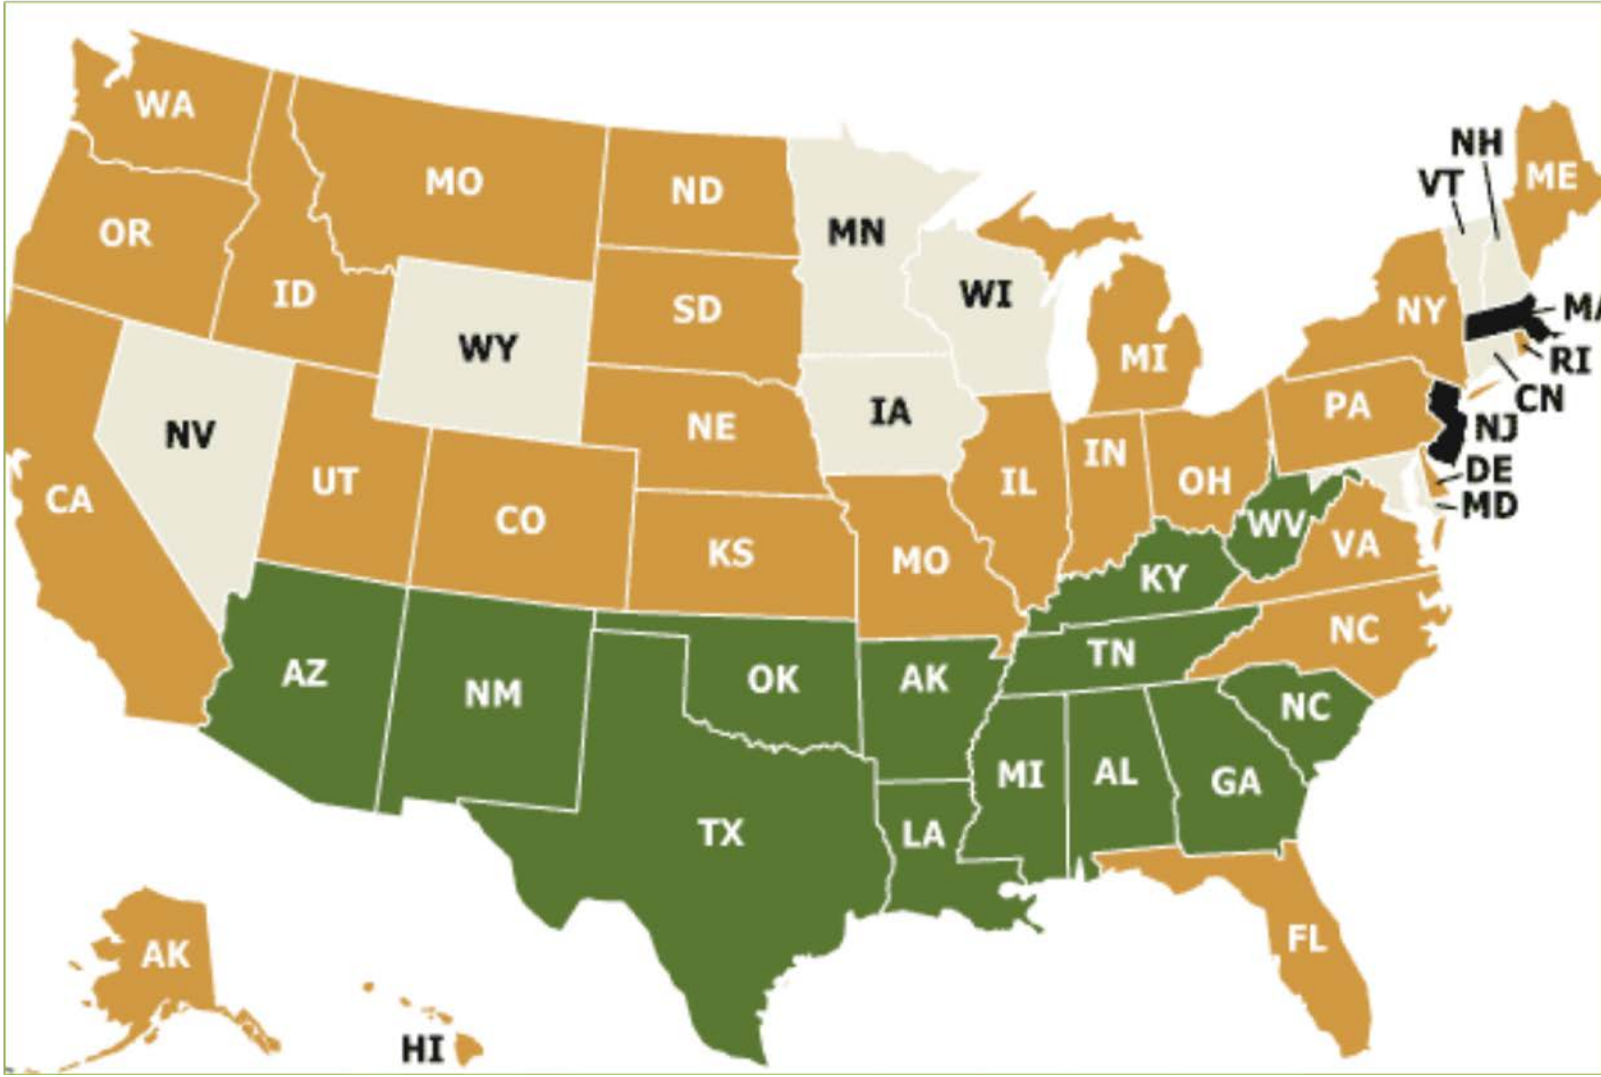 WA
MO
ND
MN
NH
VT
ME
OR
ID
SD
WI
MI
NY
MA
RI
CN
WY
NV
UT
CO
NE
IA
IL
IN
OH
PA
NJ
DE
MD
CA
KS
MO
KY
WV
VA
AZ
NM
OK
AK
TN
NC
NC
TX
LA
MI
AL
GA
FL
AK
HI